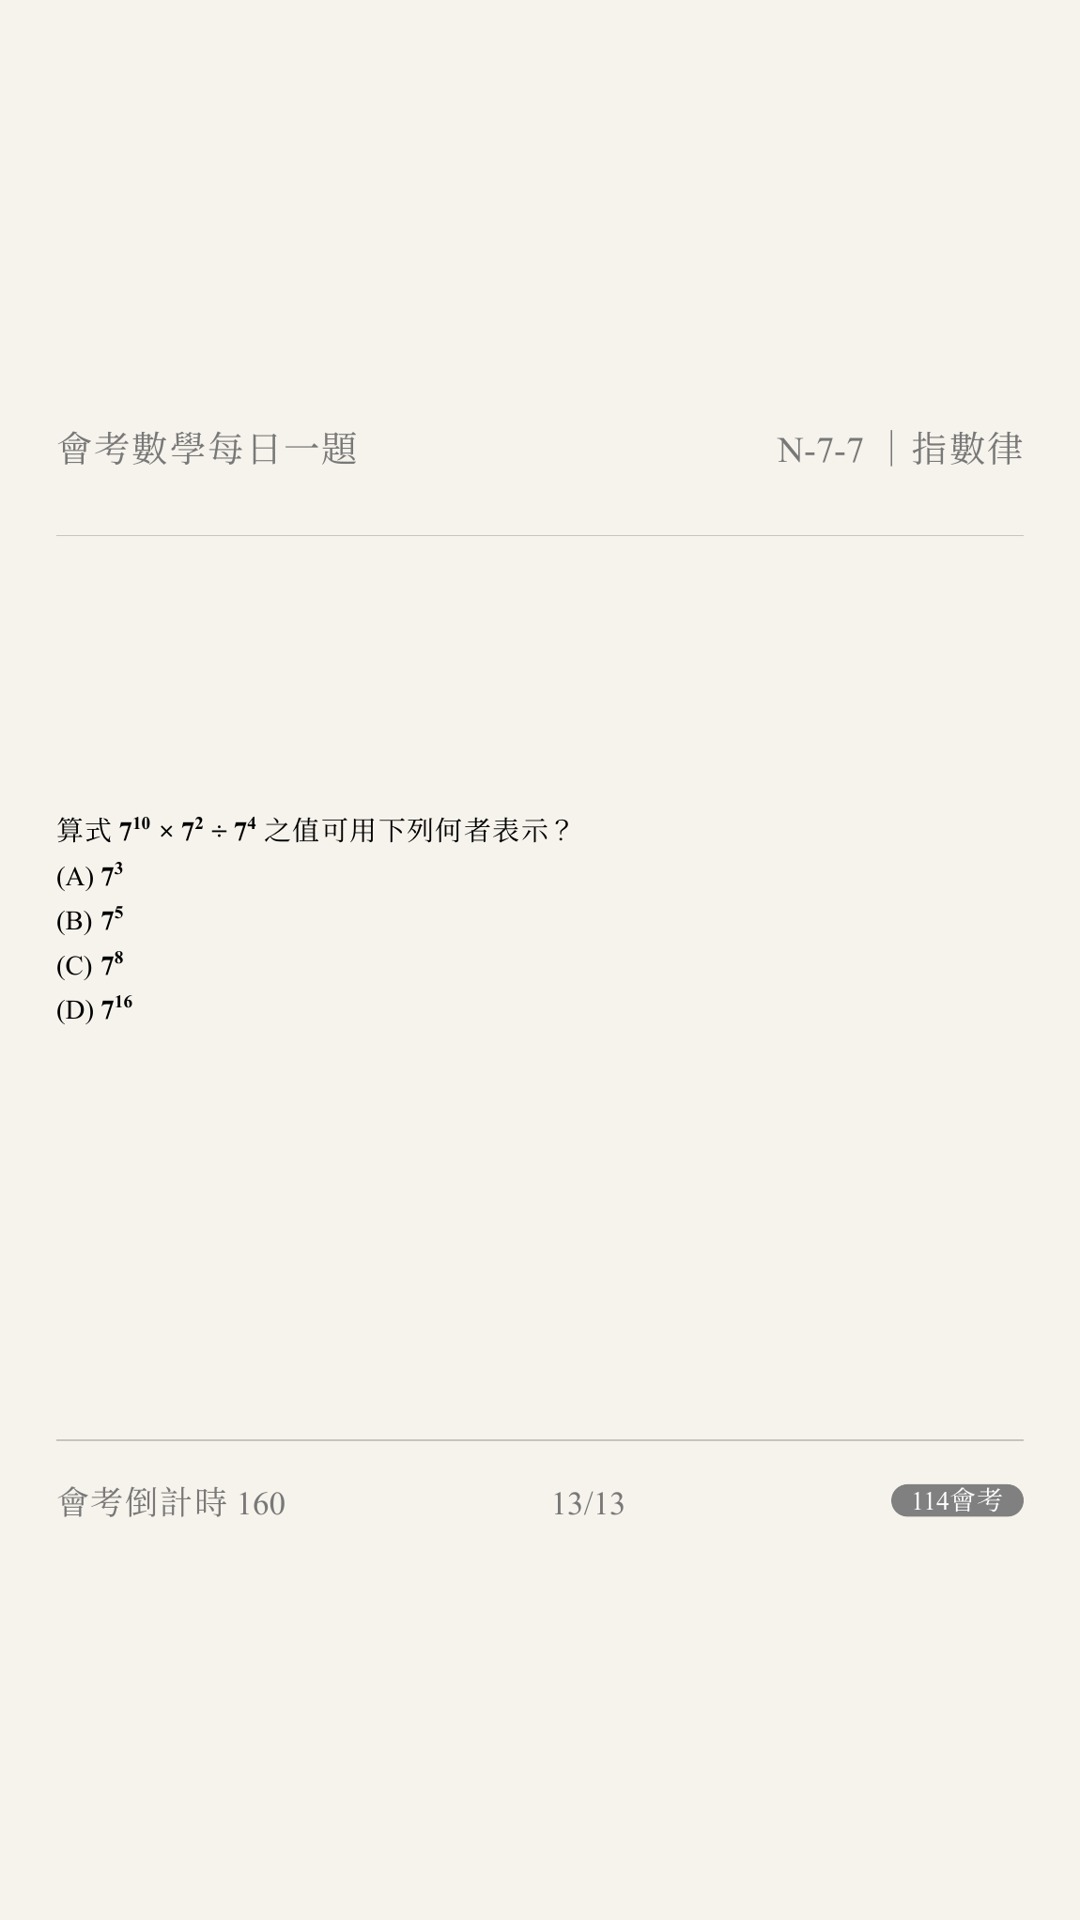 會考數學每日一題
N-7-7｜指數律
算式 7¹⁰ × 7² ÷ 7⁴ 之值可用下列何者表示？
(A) 7³
(B) 7⁵
(C) 7⁸
(D) 7¹⁶
會考倒計時 160
13/13
114會考